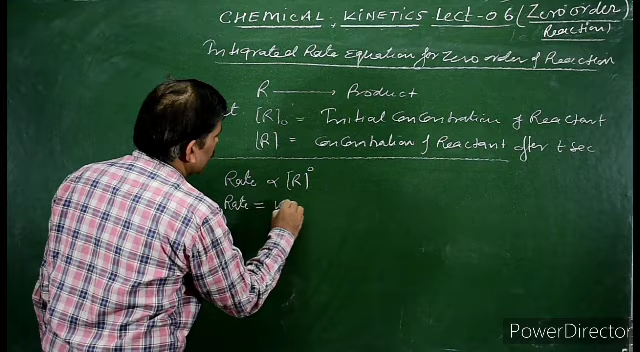 CHEMICAL KINETICS Lect-06 (Zero order Reaction)
Integrated Rate Equation for Zero order of Reaction
R ⟶ Product
[R]₀ = Initial Concentration of Reactant
[R] = Concentration of Reactant after t sec
Rate ∝ [R]⁰
Rate =
PowerDirector